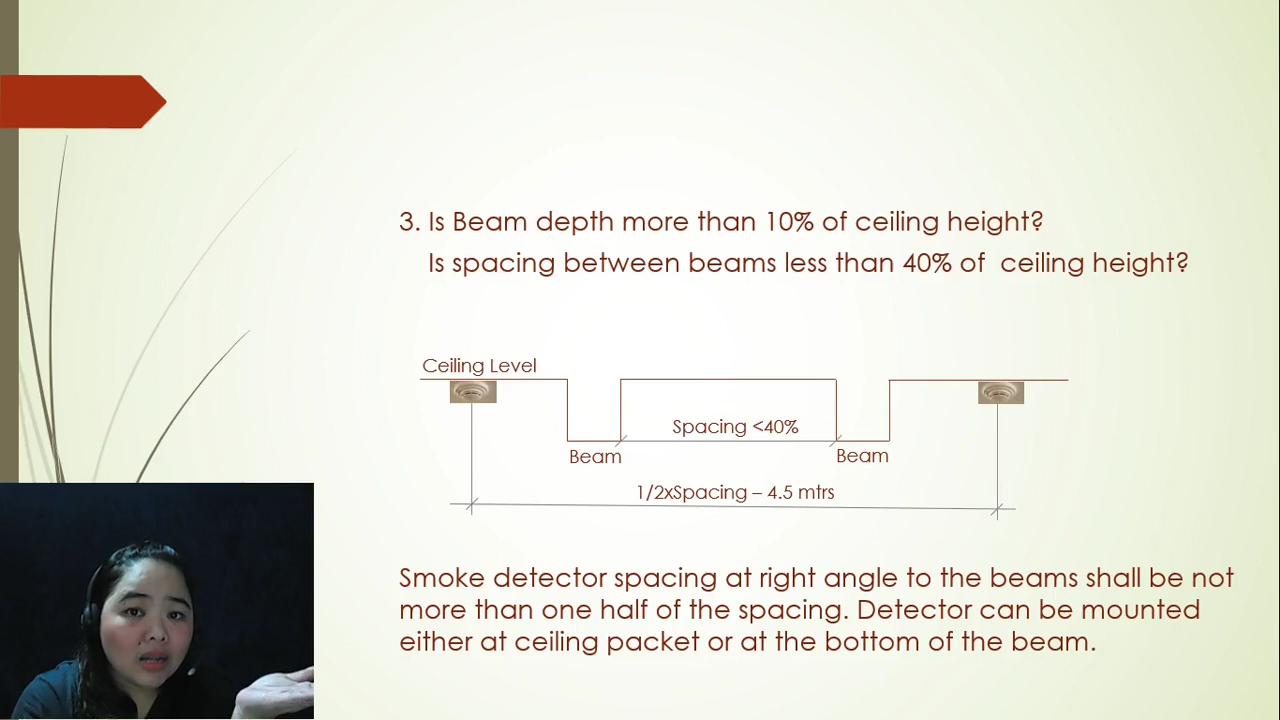 3. Is Beam depth more than 10% of ceiling height?
Is spacing between beams less than 40% of  ceiling height?
Ceiling Level
Spacing <40%
Beam
Beam
1/2xSpacing – 4.5 mtrs
Smoke detector spacing at right angle to the beams shall be not
more than one half of the spacing. Detector can be mounted
either at ceiling packet or at the bottom of the beam.